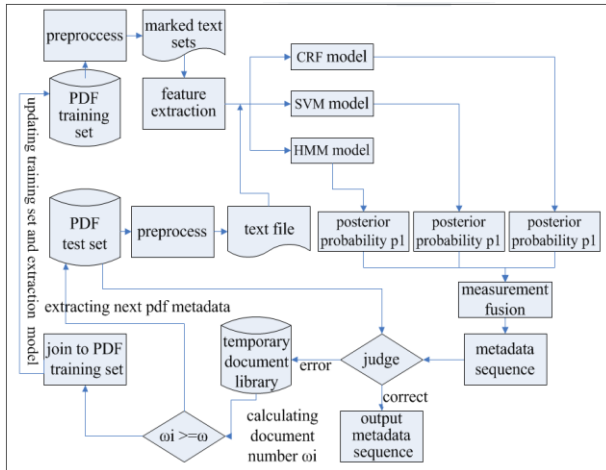 preproccess
marked text
sets
CRF model
PDF
training
set
feature
extraction
SVM model
HMM model
updating training set and extraction model
PDF
test set
preprocess
text file
posterior
probability p1
posterior
probability p1
posterior
probability p1
extracting next pdf metadata
measurement
fusion
join to PDF
training set
temporary
document
library
error
judge
metadata
sequence
correct
ωi >=ω
calculating
document
number ωi
output
metadata
sequence